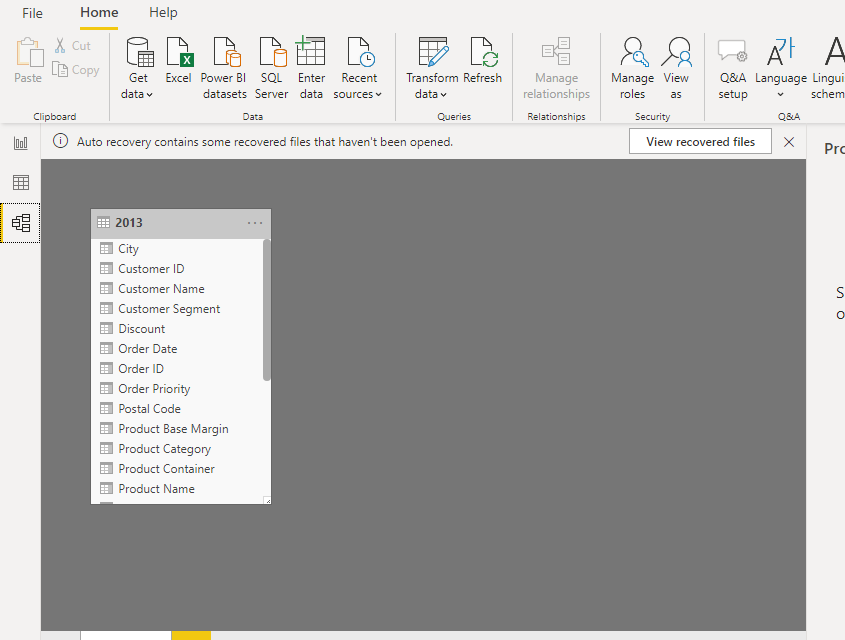 File Home Help
Paste
Cut
Copy
Clipboard
Get data
Excel
Power BI datasets
SQL Server
Enter data
Recent sources
Data
Transform data
Refresh
Queries
Manage relationships
Relationships
Manage roles
View as
Security
Q&A setup
Language
Lingui
schem
Q&A
Auto recovery contains some recovered files that haven't been opened.
View recovered files
Pro
S
o
2013
City
Customer ID
Customer Name
Customer Segment
Discount
Order Date
Order ID
Order Priority
Postal Code
Product Base Margin
Product Category
Product Container
Product Name